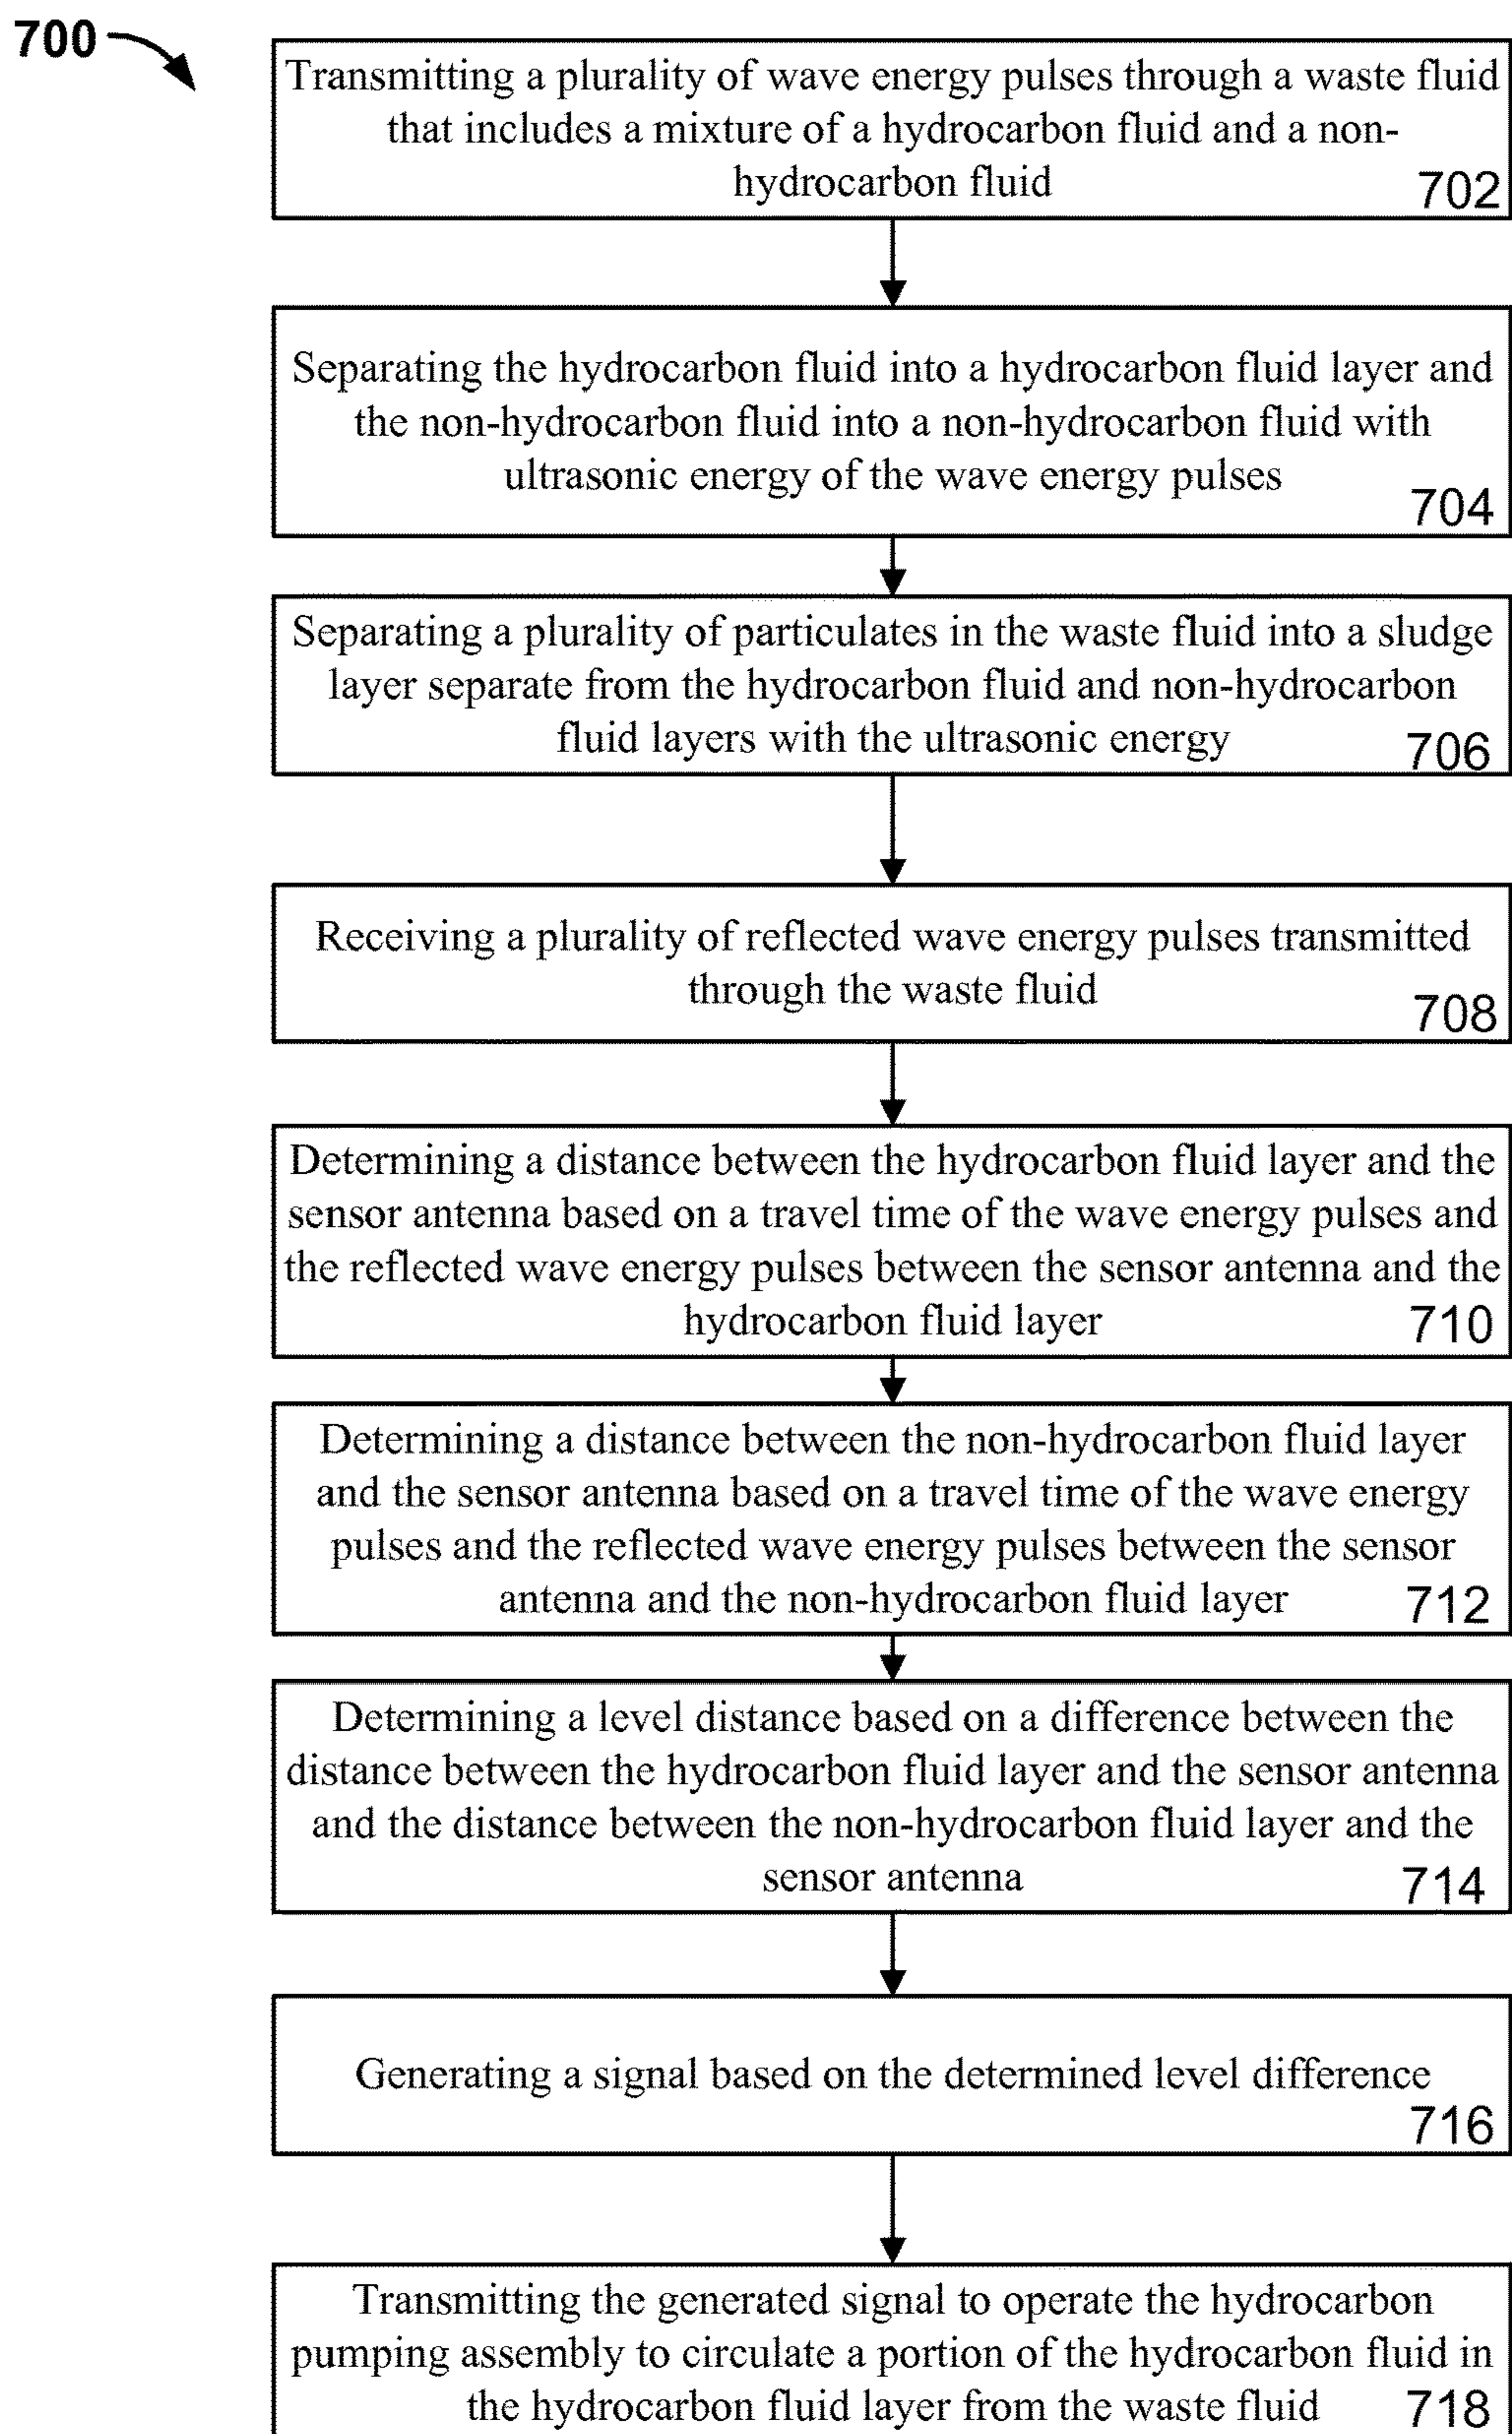 700
Transmitting a plurality of wave energy pulses through a waste fluid
that includes a mixture of a hydrocarbon fluid and a non-
hydrocarbon fluid
702
Separating the hydrocarbon fluid into a hydrocarbon fluid layer and
the non-hydrocarbon fluid into a non-hydrocarbon fluid with
ultrasonic energy of the wave energy pulses
704
Separating a plurality of particulates in the waste fluid into a sludge
layer separate from the hydrocarbon fluid and non-hydrocarbon
fluid layers with the ultrasonic energy
706
Receiving a plurality of reflected wave energy pulses transmitted
through the waste fluid
708
Determining a distance between the hydrocarbon fluid layer and the
sensor antenna based on a travel time of the wave energy pulses and
the reflected wave energy pulses between the sensor antenna and the
hydrocarbon fluid layer
710
Determining a distance between the non-hydrocarbon fluid layer
and the sensor antenna based on a travel time of the wave energy
pulses and the reflected wave energy pulses between the sensor
antenna and the non-hydrocarbon fluid layer
712
Determining a level distance based on a difference between the
distance between the hydrocarbon fluid layer and the sensor antenna
and the distance between the non-hydrocarbon fluid layer and the
sensor antenna
714
Generating a signal based on the determined level difference
716
Transmitting the generated signal to operate the hydrocarbon
pumping assembly to circulate a portion of the hydrocarbon fluid in
the hydrocarbon fluid layer from the waste fluid
718